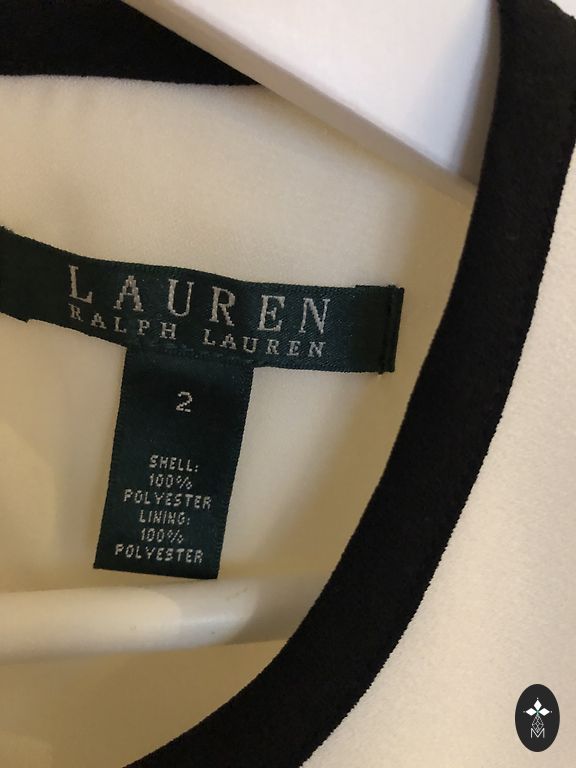 LAUREN
RALPH LAUREN
2
SHELL:
100%
POLYESTER
LINING:
100%
POLYESTER
M